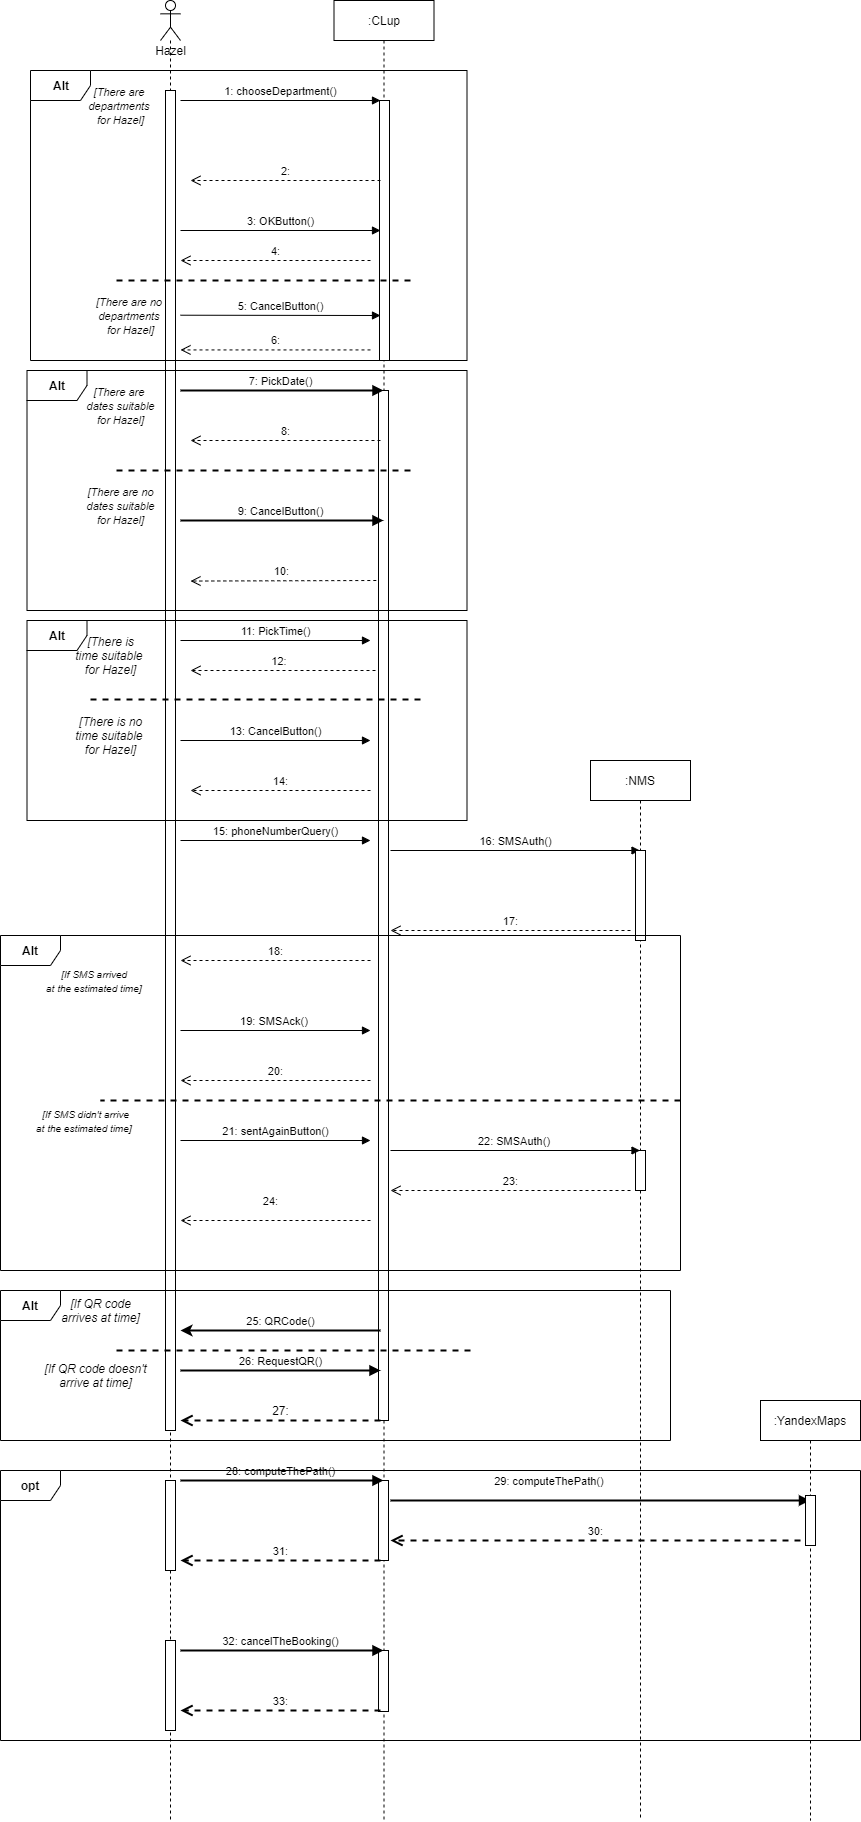 :CLup
Hazel
Alt
[There are
departments
for Hazel]
1: chooseDepartment()
2:
3: OKButton()
4:
[There are no
departments
for Hazel]
5: CancelButton()
6:
Alt
[There are
dates suitable
for Hazel]
7: PickDate()
8:
[There are no
dates suitable
for Hazel]
9: CancelButton()
10:
Alt
[There is
time suitable
for Hazel]
11: PickTime()
12:
[There is no
time suitable
for Hazel]
13: CancelButton()
14:
:NMS
15: phoneNumberQuery()
16: SMSAuth()
17:
Alt
18:
[If SMS arrived
at the estimated time]
19: SMSAck()
20:
[If SMS didn't arrive
at the estimated time]
21: sentAgainButton()
22: SMSAuth()
23:
24:
Alt
[If QR code
arrives at time]
25: QRCode()
[If QR code doesn't
arrive at time]
26: RequestQR()
27:
:YandexMaps
opt
28: computeThePath()
29: computeThePath()
30:
31:
32: cancelTheBooking()
33: